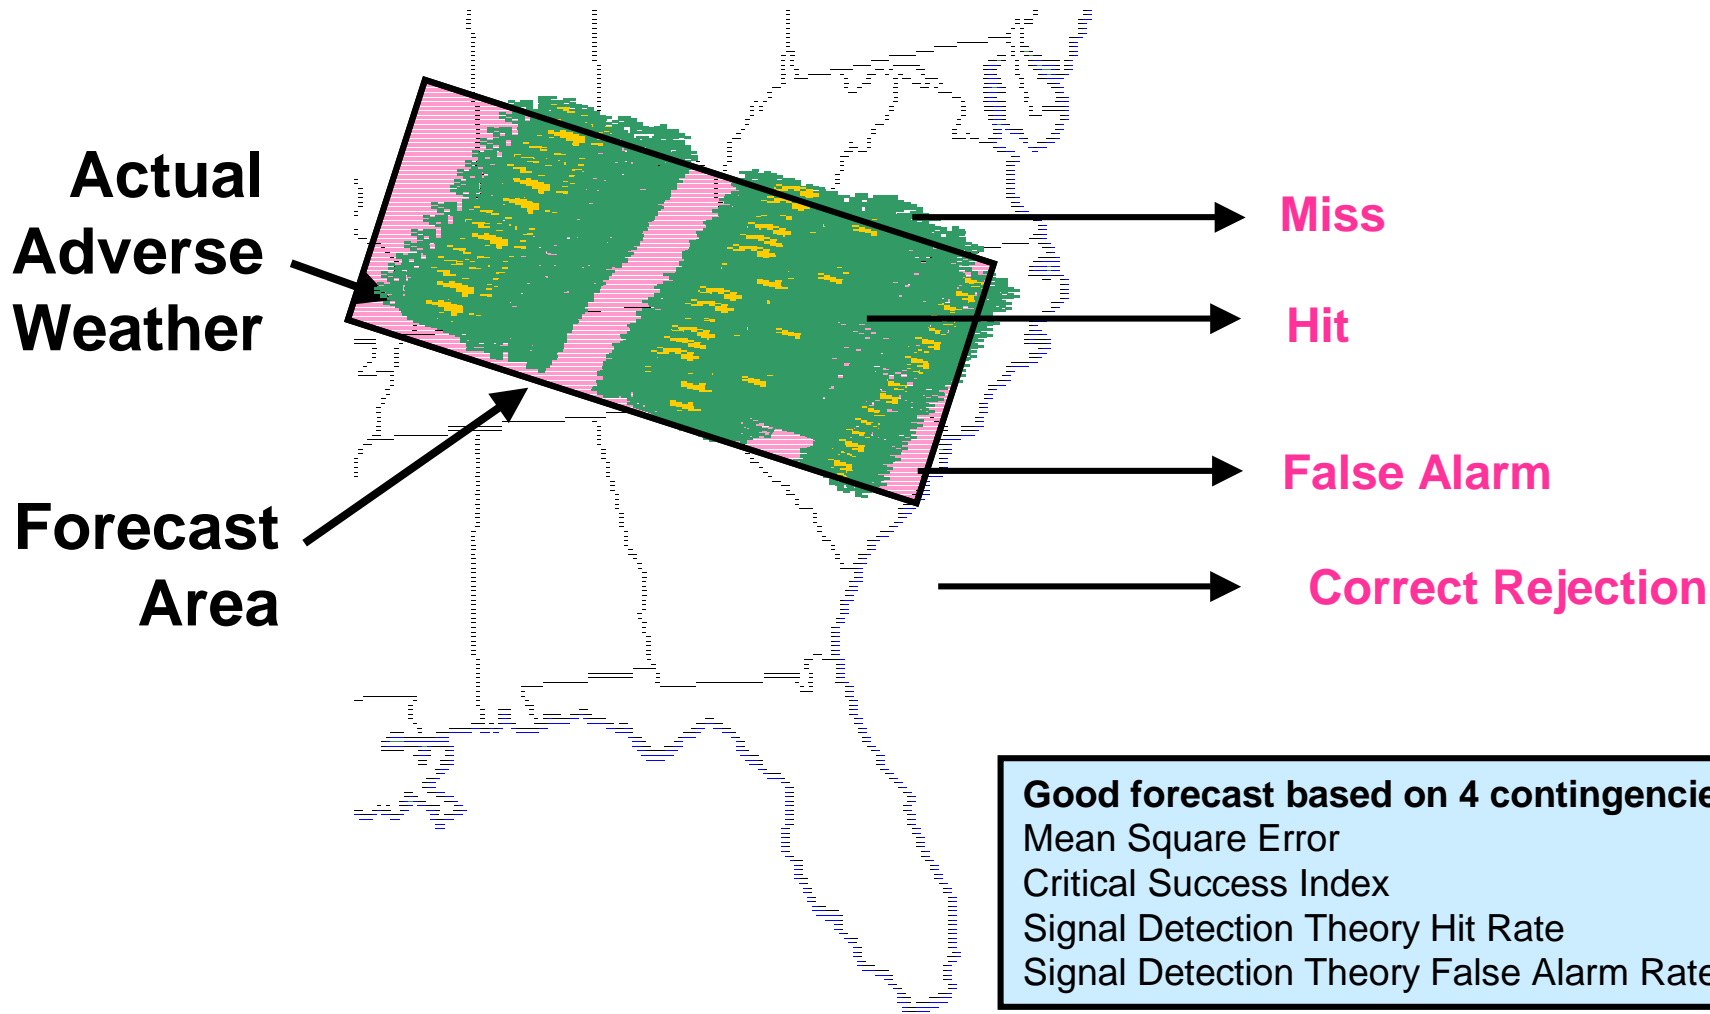 Actual
Adverse
Weather
Forecast
Area
Miss
Hit
False Alarm
Correct Rejection
Good forecast based on 4 contingencie
Mean Square Error
Critical Success Index
Signal Detection Theory Hit Rate
Signal Detection Theory False Alarm Rate